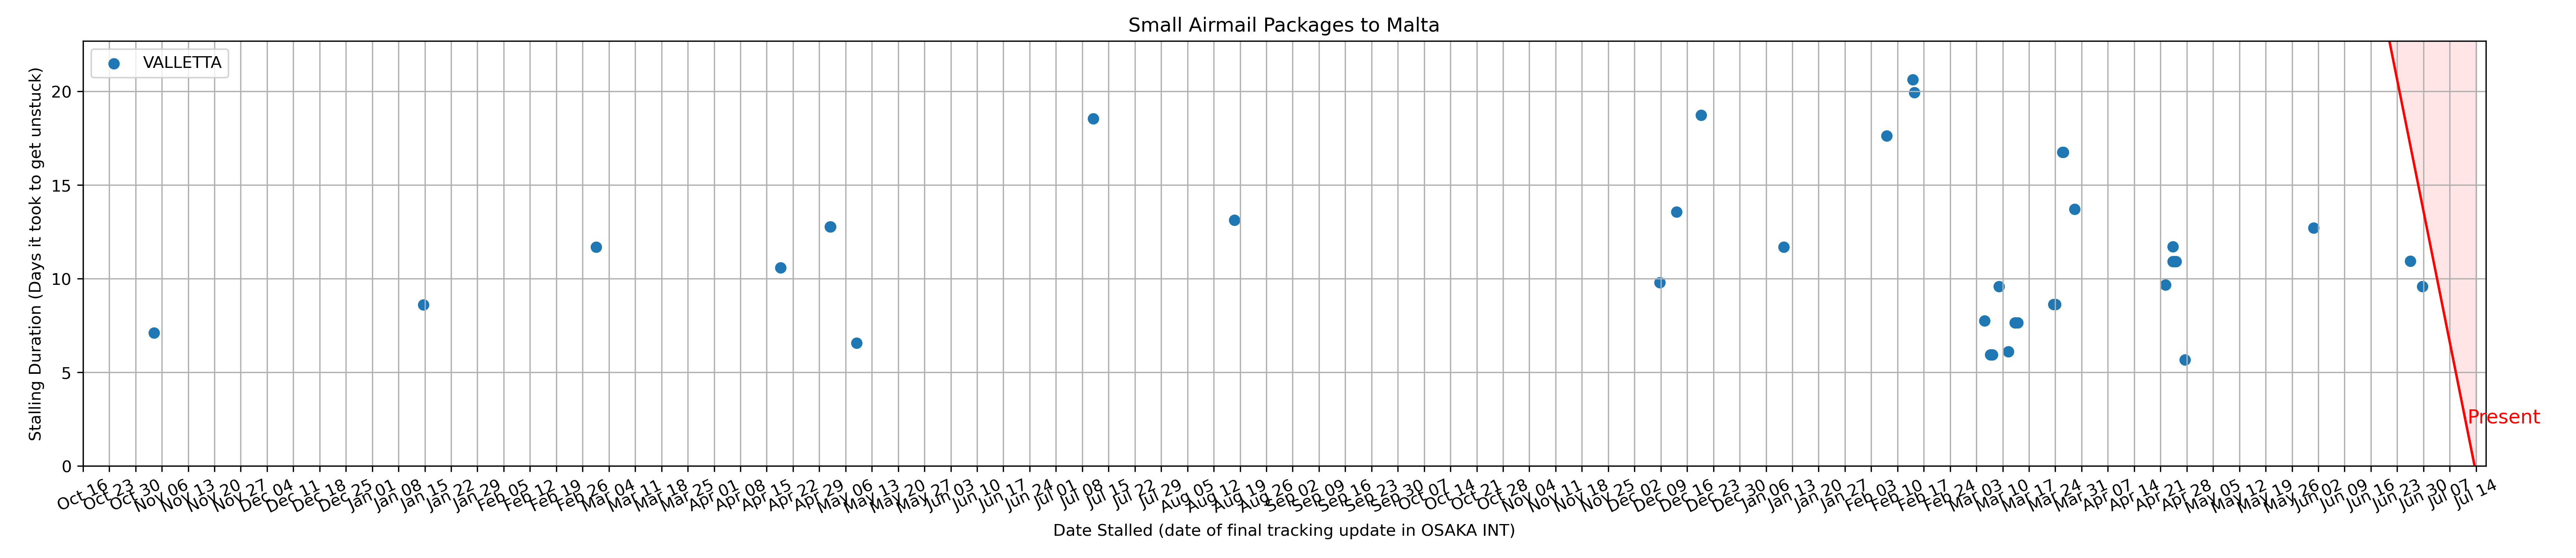 Small Airmail Packages to Malta
VALLETTA
Stalling Duration (Days it took to get unstuck)
20
15
10
5
0
Present
Oct 16
Oct 23
Oct 30
Nov 06
Nov 13
Nov 20
Nov 27
Dec 04
Dec 11
Dec 18
Dec 25
Jan 01
Jan 08
Jan 15
Jan 22
Jan 29
Feb 05
Feb 12
Feb 19
Feb 26
Mar 04
Mar 11
Mar 18
Mar 25
Apr 01
Apr 08
Apr 15
Apr 22
Apr 29
May 06
May 13
May 20
May 27
Jun 03
Jun 10
Jun 17
Jun 24
Jul 01
Jul 08
Jul 15
Jul 22
Jul 29
Aug 05
Aug 12
Aug 19
Aug 26
Sep 02
Sep 09
Sep 16
Sep 23
Sep 30
Oct 07
Oct 14
Oct 21
Oct 28
Nov 04
Nov 11
Nov 18
Nov 25
Dec 02
Dec 09
Dec 16
Dec 23
Dec 30
Jan 06
Jan 13
Jan 20
Jan 27
Feb 03
Feb 10
Feb 17
Feb 24
Mar 03
Mar 10
Mar 17
Mar 24
Mar 31
Apr 07
Apr 14
Apr 21
Apr 28
May 05
May 12
May 19
May 26
Jun 02
Jun 09
Jun 16
Jun 23
Jun 30
Jul 07
Jul 14
Date Stalled (date of final tracking update in OSAKA INT)